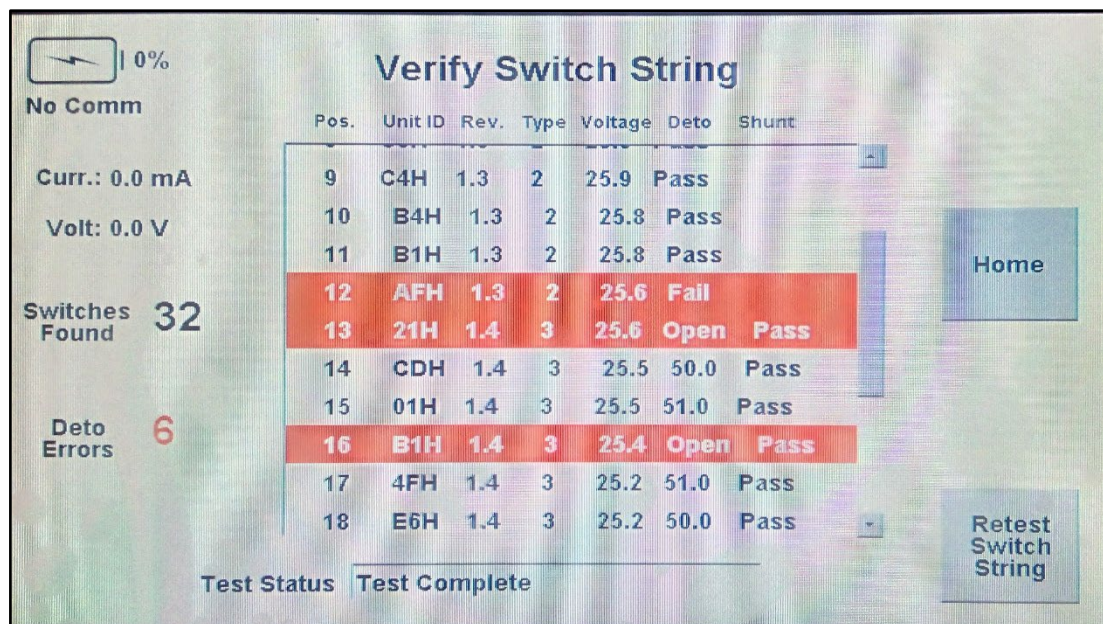 0%
No Comm
Verify Switch String
Pos. Unit ID Rev. Type Voltage Deto Shunt
Curr.: 0.0 mA
Volt: 0.0 V
Switches Found 32
Deto Errors 6
9 C4H 1.3 2 25.9 Pass
10 B4H 1.3 2 25.8 Pass
11 B1H 1.3 2 25.8 Pass
12 AFH 1.3 2 25.6 Fail
13 21H 1.4 3 25.6 Open Pass
14 CDH 1.4 3 25.5 50.0 Pass
15 01H 1.4 3 25.5 51.0 Pass
16 B1H 1.4 3 25.4 Open Pass
17 4FH 1.4 3 25.2 51.0 Pass
18 E6H 1.4 3 25.2 50.0 Pass
Home
Retest
Switch
String
Test Status Test Complete